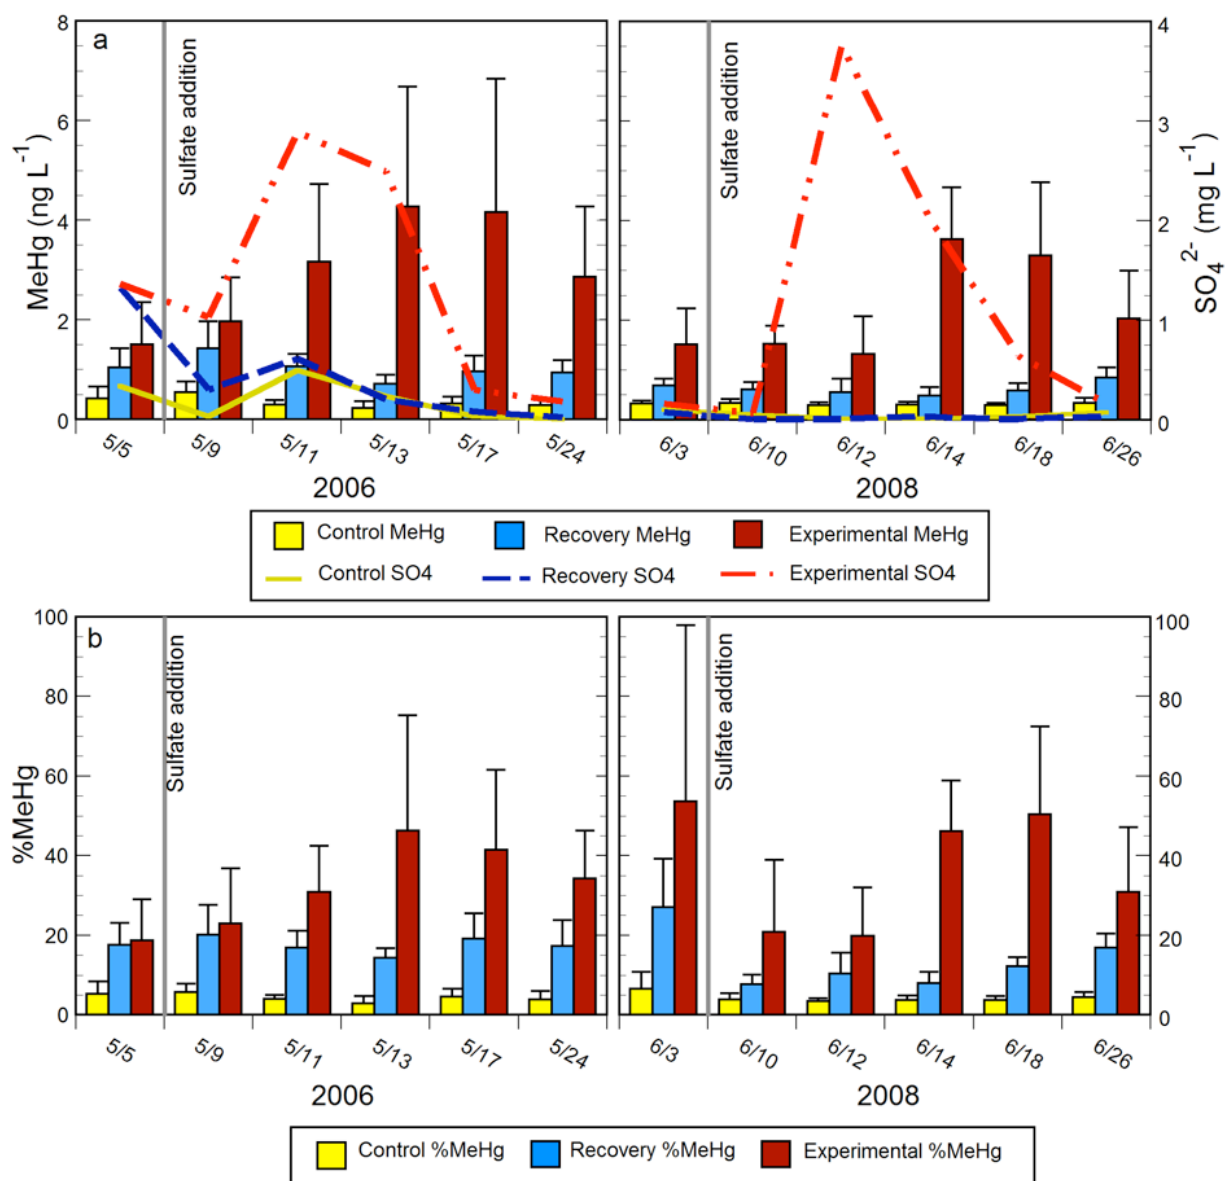 a
8
6
4
2
0
MeHg (ng L⁻¹)
Sulfate addition
Sulfate addition
4
3
2
1
0
SO₄²⁻ (mg L⁻¹)
5/5 5/9 5/11 5/13 5/17 5/24
6/3 6/10 6/12 6/14 6/18 6/26
2006 2008
Control MeHg Recovery MeHg Experimental MeHg
Control SO4 Recovery SO4 Experimental SO4
b
100
80
60
40
20
0
%MeHg
Sulfate addition
Sulfate addition
100
80
60
40
20
0
5/5 5/9 5/11 5/13 5/17 5/24
6/3 6/10 6/12 6/14 6/18 6/26
2006 2008
Control %MeHg Recovery %MeHg Experimental %MeHg